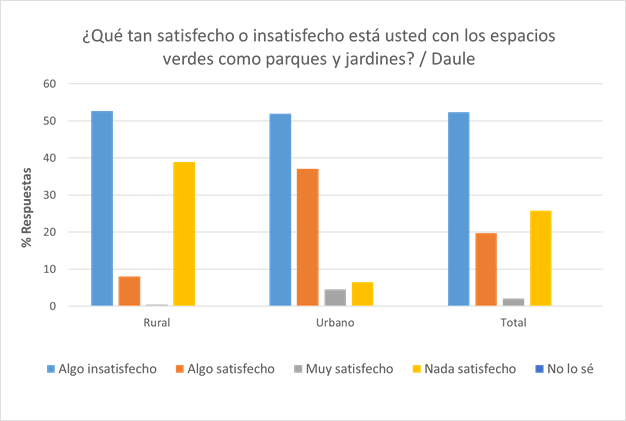 ¿Qué tan satisfecho o insatisfecho está usted con los espacios
verdes como parques y jardines? / Daule
60
50
40
30
20
10
0
% Respuestas
Rural Urbano Total
Algo insatisfecho Algo satisfecho Muy satisfecho Nada satisfecho No lo sé